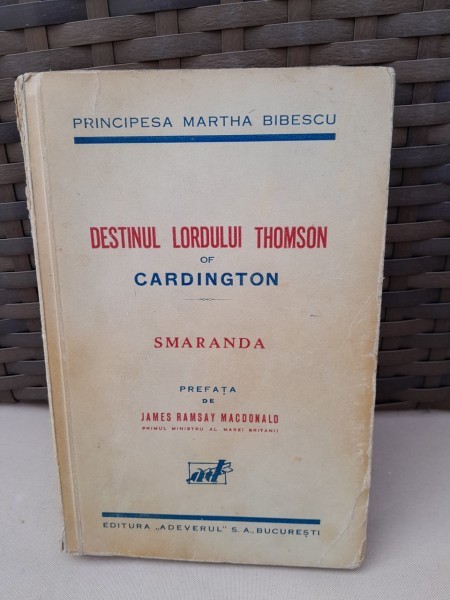 PRINCIPESA MARTHA BIBESCU
DESTINUL LORDULUI THOMSON
OF
CARDINGTON
SMARANDA
PREFAȚA
DE
JAMES RAMSAY MACDONALD
PRIMUL MINISTRU AL MAREI BRITANII
EDITURA „ADEVERUL" S. A., BUCUREȘTI